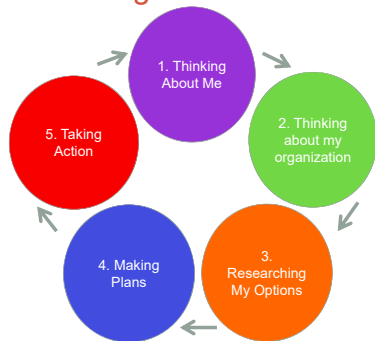 1. Thinking
About Me
2. Thinking
about my
organization
3.
Researching
My Options
4. Making
Plans
5. Taking
Action